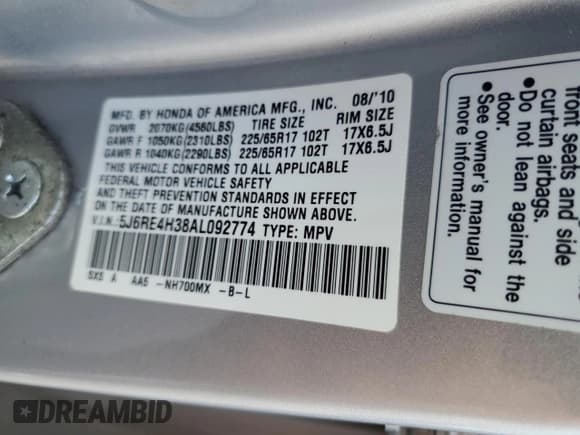 MFD. BY HONDA OF AMERICA MFG., INC. 08/'10
GVWR 2070KG(4560LBS) TIRE SIZE RIM SIZE
GAWR F 1050KG(2310LBS) 225/65R17 102T 17X6.5J
GAWR R 1040KG(2290LBS) 225/65R17 102T 17X6.5J
THIS VEHICLE CONFORMS TO ALL APPLICABLE
FEDERAL MOTOR VEHICLE SAFETY
AND THEFT PREVENTION STANDARDS IN EFFECT
ON THE DATE OF MANUFACTURE SHOWN ABOVE.
V.I.N: 5J6RE4H38AL092774 TYPE: MPV
SX5 A AA5 -NH700MX -B-L
front seats and side
curtain airbags.
• Do not lean against the
door.
• See owner's manual for
more information.
DREAMBID